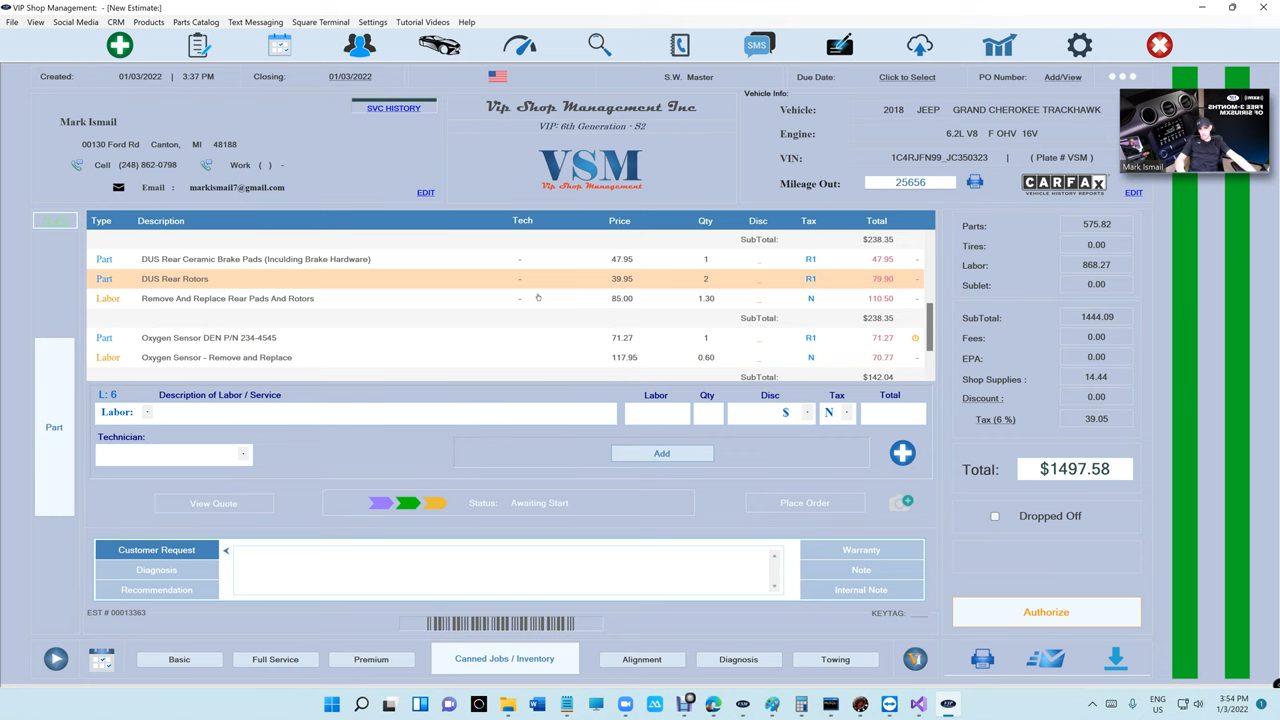 VIP Shop Management: - [New Estimate:]
File View Social Media CRM Products Parts Catalog Text Messaging Square Terminal Settings Tutorial Videos Help
SMS
Created: 01/03/2022 | 3:37 PM Closing: 01/03/2022 S.W. Master Due Date: Click to Select PO Number: Add/View
SVC HISTORY
Mark Ismail
00130 Ford Rd Canton, MI 48188
Cell (248) 862-0798 Work ( ) -
Email : markismail7@gmail.com
EDIT
Vip Shop Management Inc
VIP: 6th Generation - S2
VSM
Vip Shop Management
Vehicle Info:
Vehicle: 2018 JEEP GRAND CHEROKEE TRACKHAWK
Engine: 6.2L V8 F OHV 16V
VIN: 1C4RJFN99_JC350323 | ( Plate # VSM )
Mileage Out: 25656
CARFAX
VEHICLE HISTORY REPORTS
EDIT
FREE 3-MONTHS
OF SIRIUSXM
Mark Ismail
Type Description Tech Price Qty Disc Tax Total
SubTotal: $238.35
Part DUS Rear Ceramic Brake Pads (Inculding Brake Hardware) - 47.95 1 _ R1 47.95 -
Part DUS Rear Rotors - 39.95 2 _ R1 79.90 -
Labor Remove And Replace Rear Pads And Rotors - 85.00 1.30 _ N 110.50 -
SubTotal: $238.35
Part Oxygen Sensor DEN P/N 234-4545 71.27 1 _ R1 71.27
Labor Oxygen Sensor - Remove and Replace 117.95 0.60 _ N 70.77 -
SubTotal: $142.04
Parts: 575.82
Tires: 0.00
Labor: 868.27
Sublet: 0.00
SubTotal: 1444.09
Fees: 0.00
EPA: 0.00
Shop Supplies : 14.44
Discount : 0.00
Tax (6 %) 39.05
Total: $1497.58
Dropped Off
Authorize
Part
L: 6 Description of Labor / Service Labor Qty Disc Tax Total
Labor: $ N
Technician:
Add
View Quote Status: Awaiting Start Place Order
Customer Request
Diagnosis
Recommendation
Warranty
Note
Internal Note
EST # 00013363 KEYTAG: ____
Basic Full Service Premium Canned Jobs / Inventory Alignment Diagnosis Towing
ENG
US
3:54 PM
1/3/2022